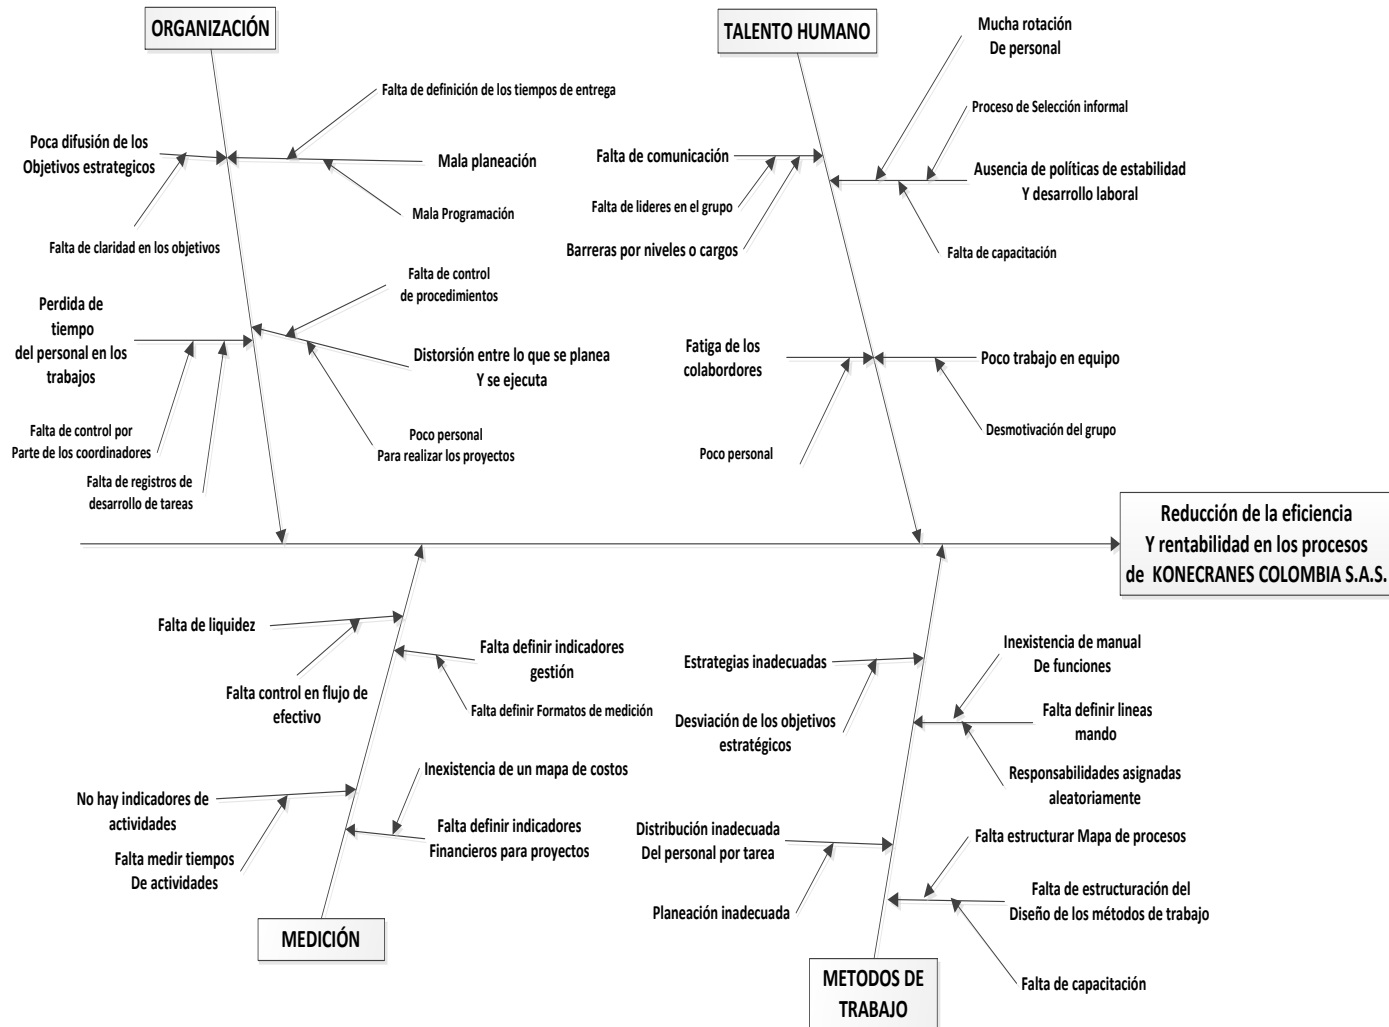 ORGANIZACIÓN
Falta de definición de los tiempos de entrega
Poca difusión de los
Objetivos estrategicos
Mala planeación
Mala Programación
Falta de claridad en los objetivos
Falta de control
de procedimientos
Perdida de
tiempo
del personal en los
trabajos
Distorsión entre lo que se planea
Y se ejecuta
Falta de control por
Parte de los coordinadores
Poco personal
Para realizar los proyectos
Falta de registros de
desarrollo de tareas
TALENTO HUMANO
Mucha rotación
De personal
Proceso de Selección informal
Falta de comunicación
Ausencia de políticas de estabilidad
Y desarrollo laboral
Falta de lideres en el grupo
Barreras por niveles o cargos
Falta de capacitación
Fatiga de los
colabordores
Poco trabajo en equipo
Desmotivación del grupo
Poco personal
Reducción de la eficiencia
Y rentabilidad en los procesos
de KONECRANES COLOMBIA S.A.S.
Falta de liquidez
Falta definir indicadores
gestión
Falta control en flujo de
efectivo
Falta definir Formatos de medición
Inexistencia de un mapa de costos
No hay indicadores de
actividades
Falta definir indicadores
Financieros para proyectos
Falta medir tiempos
De actividades
MEDICIÓN
Estrategias inadecuadas
Inexistencia de manual
De funciones
Desviación de los objetivos
estratégicos
Falta definir lineas
mando
Responsabilidades asignadas
aleatoriamente
Distribución inadecuada
Del personal por tarea
Falta estructurar Mapa de procesos
Planeación inadecuada
Falta de estructuración del
Diseño de los métodos de trabajo
Falta de capacitación
METODOS DE
TRABAJO